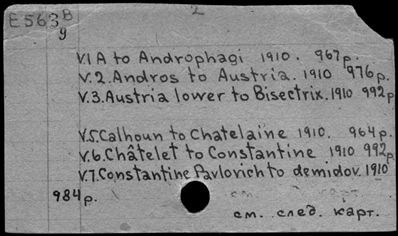 E563 B
9
2
V.1 A to Androphagi 1910. 967p.
V.2. Andros to Austria. 1910 976p.
V.3. Austria lower to Bisectrix. 1910 992p
V.5. Calhoun to Chatelaine 1910. 964p.
V.6. Châtelet to Constantine 1910 992p.
V.7. Constantine Pavlovich to demidov. 1910
984p.
см. след. карт.